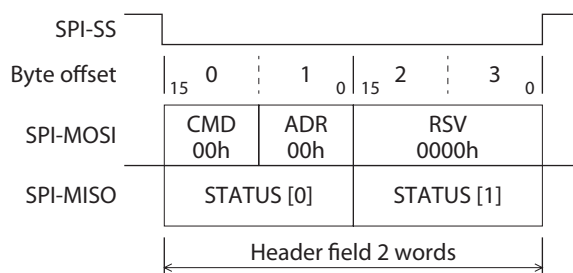 SPI-SS
Byte offset 15 0 1 0 15 2 3 0
SPI-MOSI CMD 00h ADR 00h RSV 0000h
SPI-MISO STATUS [0] STATUS [1]
Header field 2 words